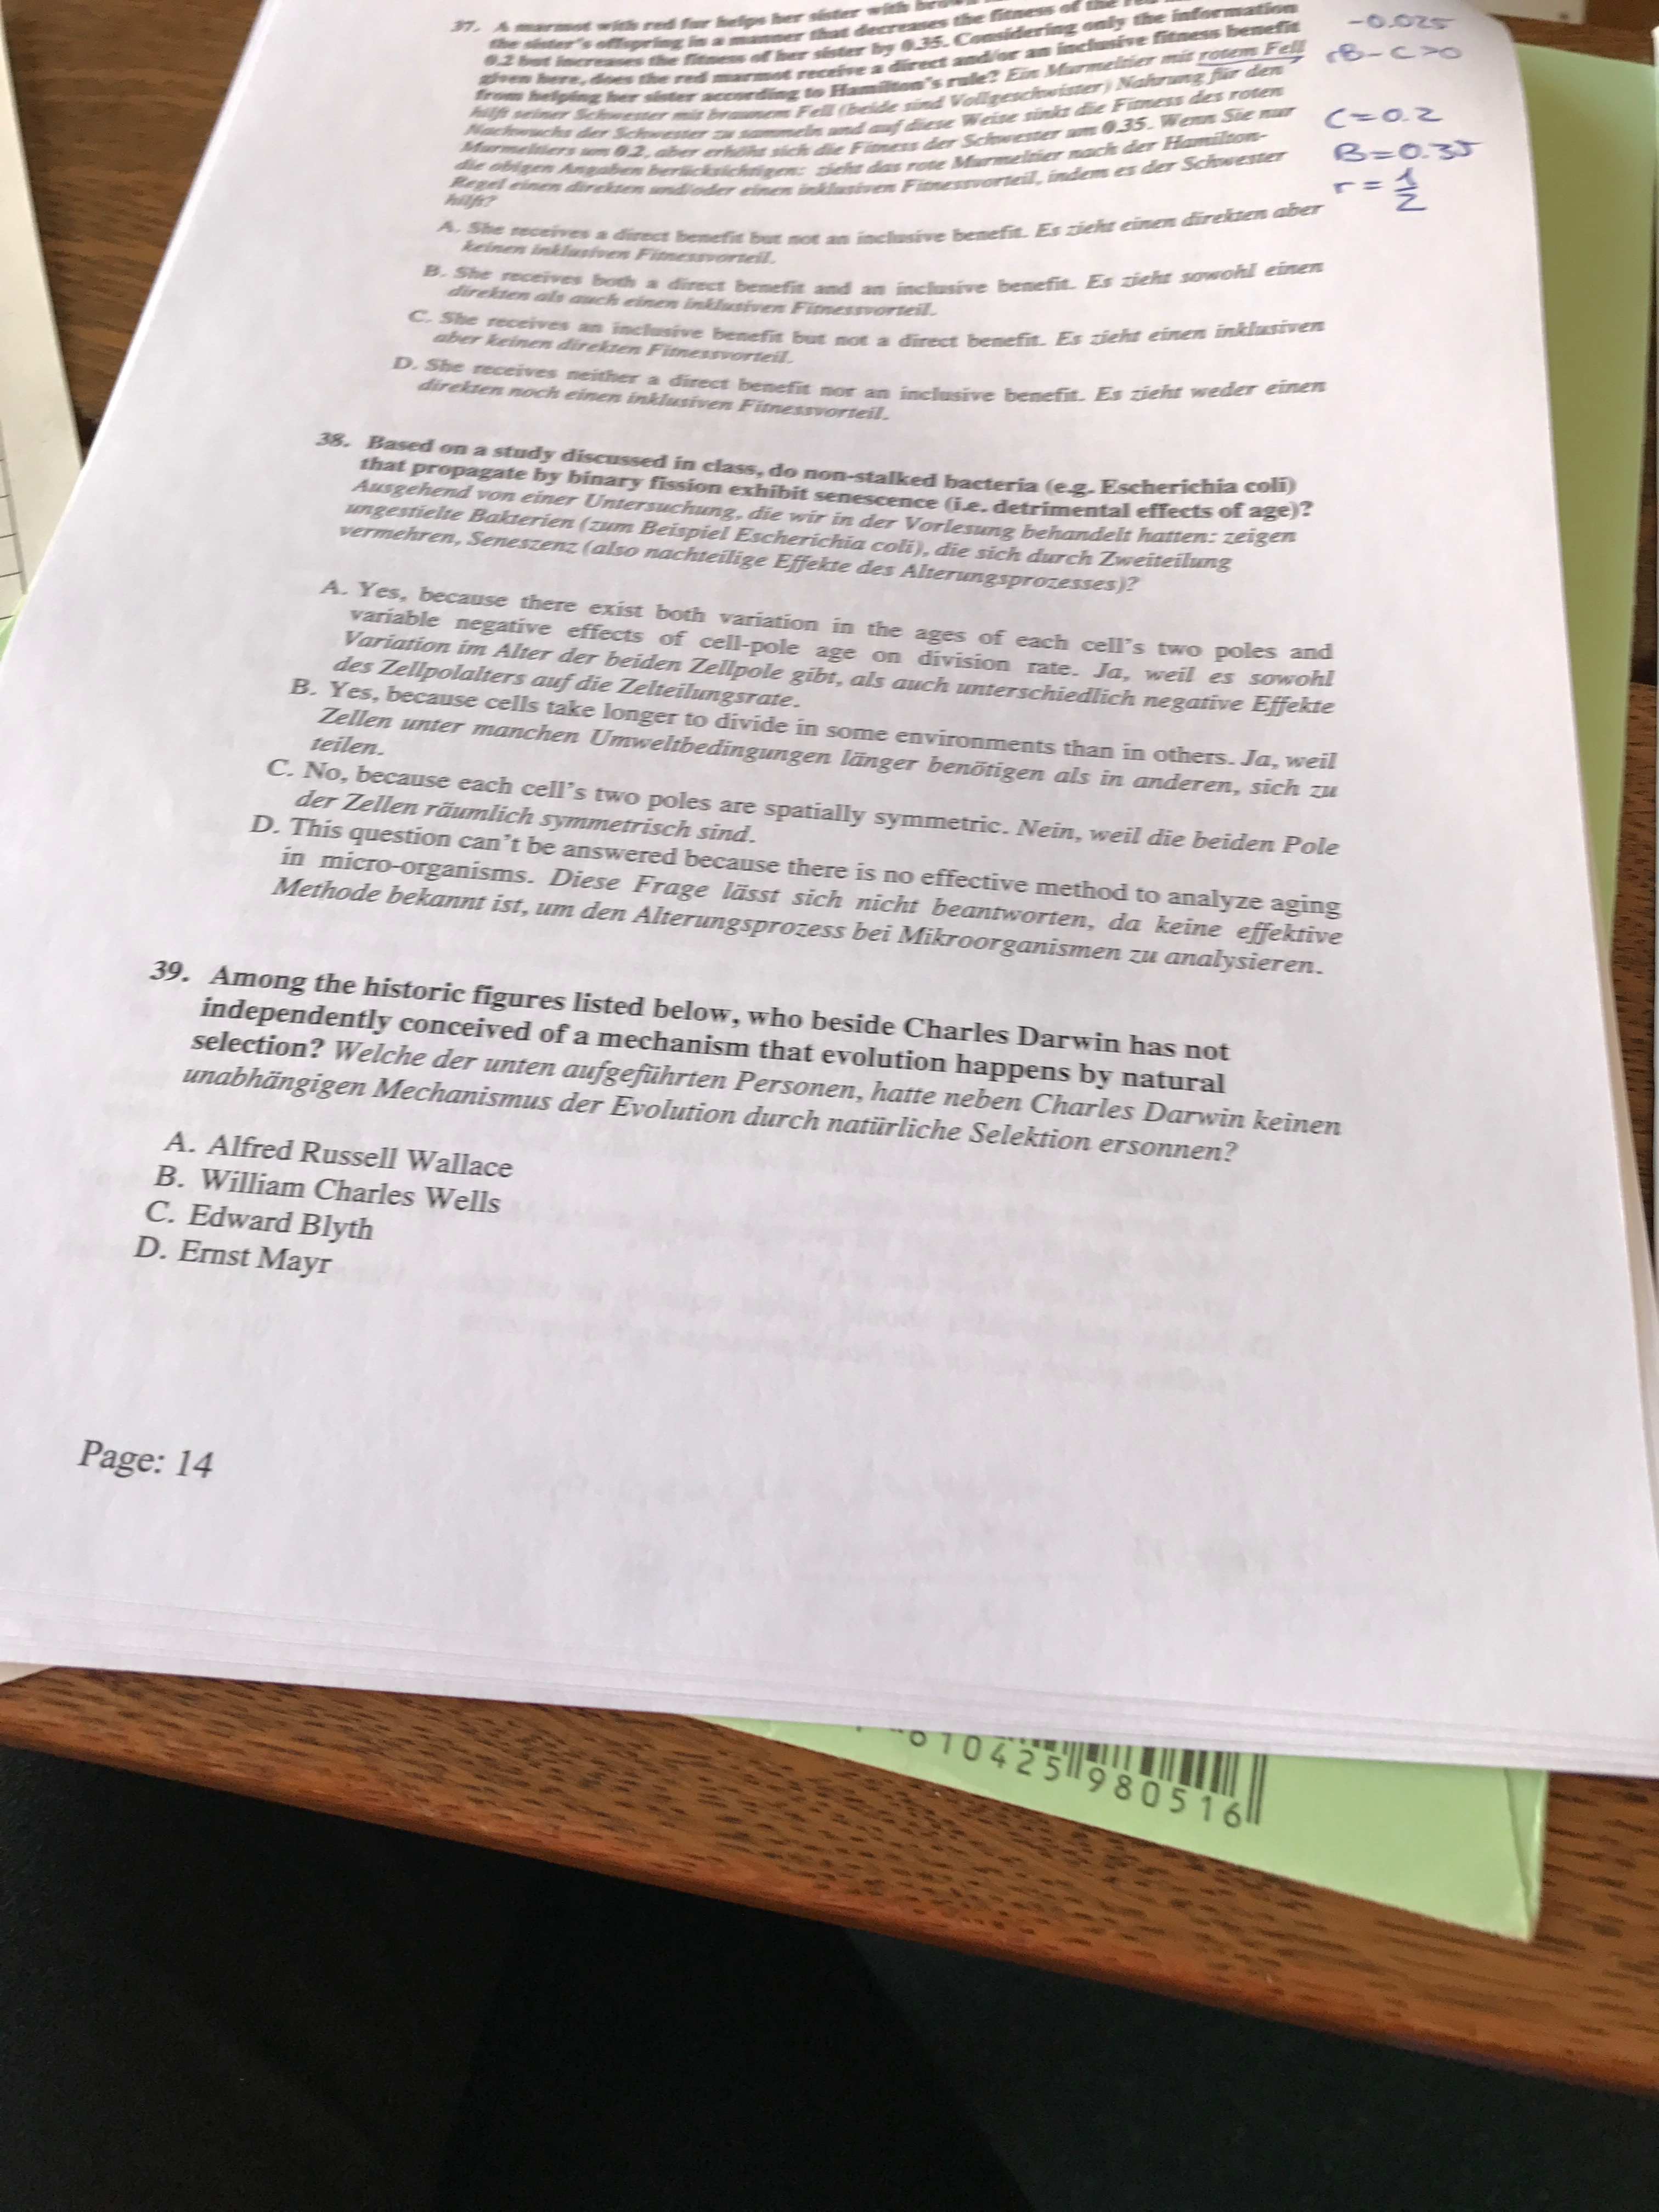 37. A marmot with red fur helps her sister with brown
the sister's offspring in a manner that decreases the fitness of the red
0.2 but increases the fitness of her sister by 0.35. Considering only the information
given here, does the red marmot receive a direct and/or an inclusive fitness benefit
from helping her sister according to Hamilton's rule? Ein Murmeltier mit rotem Fell
hilft seiner Schwester mit braunem Fell (beide sind Vollgeschwister) Nahrung für den
Nachwuchs der Schwester zu sammeln und auf diese Weise sinkt die Fitness des roten
Murmeltiers um 0.2, aber erhöht sich die Fitness der Schwester um 0.35. Wenn Sie nur
die obigen Angaben berücksichtigen: zieht das rote Murmeltier nach der Hamilton-
Regel einen direkten und/oder einen inklusiven Fitnessvorteil, indem es der Schwester
hilft?
-0.025
rB-C>0
C=0.2
B=0.35
r = 1/2
A. She receives a direct benefit but not an inclusive benefit. Es zieht einen direkten aber
keinen inklusiven Fitnessvorteil.
B. She receives both a direct benefit and an inclusive benefit. Es zieht sowohl einen
direkten als auch einen inklusiven Fitnessvorteil.
C. She receives an inclusive benefit but not a direct benefit. Es zieht einen inklusiven
aber keinen direkten Fitnessvorteil.
D. She receives neither a direct benefit nor an inclusive benefit. Es zieht weder einen
direkten noch einen inklusiven Fitnessvorteil.
38. Based on a study discussed in class, do non-stalked bacteria (e.g. Escherichia coli)
that propagate by binary fission exhibit senescence (i.e. detrimental effects of age)?
Ausgehend von einer Untersuchung, die wir in der Vorlesung behandelt hatten: zeigen
ungestielte Bakterien (zum Beispiel Escherichia coli), die sich durch Zweiteilung
vermehren, Seneszenz (also nachteilige Effekte des Alterungsprozesses)?
A. Yes, because there exist both variation in the ages of each cell's two poles and
variable negative effects of cell-pole age on division rate. Ja, weil es sowohl
Variation im Alter der beiden Zellpole gibt, als auch unterschiedlich negative Effekte
des Zellpolalters auf die Zelteilungsrate.
B. Yes, because cells take longer to divide in some environments than in others. Ja, weil
Zellen unter manchen Umweltbedingungen länger benötigen als in anderen, sich zu
teilen.
C. No, because each cell's two poles are spatially symmetric. Nein, weil die beiden Pole
der Zellen räumlich symmetrisch sind.
D. This question can't be answered because there is no effective method to analyze aging
in micro-organisms. Diese Frage lässt sich nicht beantworten, da keine effektive
Methode bekannt ist, um den Alterungsprozess bei Mikroorganismen zu analysieren.
39. Among the historic figures listed below, who beside Charles Darwin has not
independently conceived of a mechanism that evolution happens by natural
selection? Welche der unten aufgeführten Personen, hatte neben Charles Darwin keinen
unabhängigen Mechanismus der Evolution durch natürliche Selektion ersonnen?
A. Alfred Russell Wallace
B. William Charles Wells
C. Edward Blyth
D. Ernst Mayr
Page: 14
610425 980516